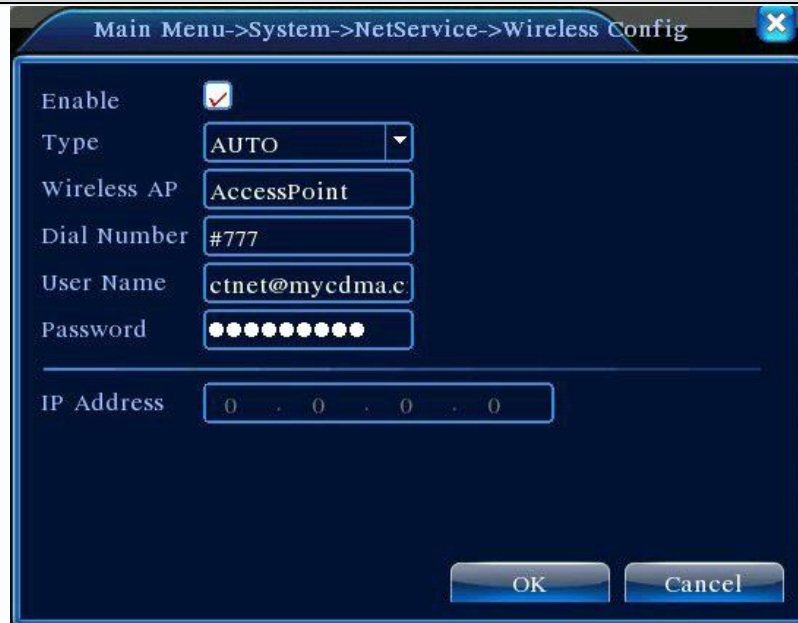 Main Menu->System->NetService->Wireless Config
Enable
Type AUTO
Wireless AP AccessPoint
Dial Number #777
User Name ctnet@mycdma.c
Password ●●●●●●●●●
IP Address 0 . 0 . 0 . 0
OK Cancel